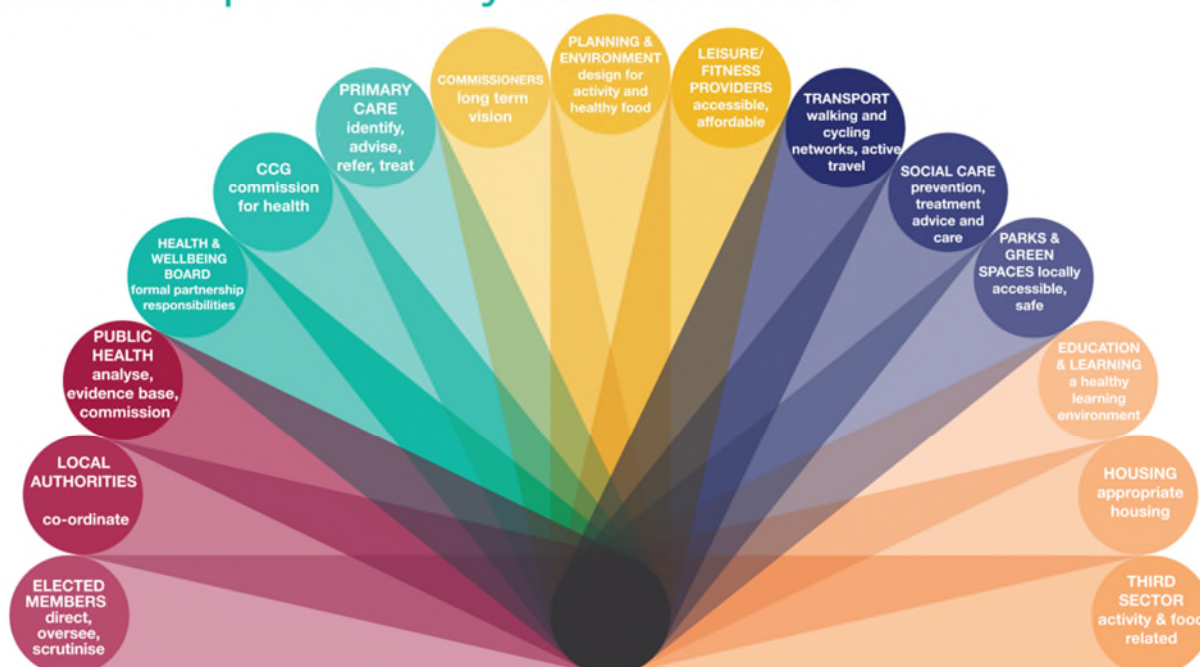 ELECTED
MEMBERS
direct,
oversee,
scrutinise
LOCAL
AUTHORITIES
co-ordinate
PUBLIC
HEALTH
analyse,
evidence base,
commission
HEALTH &
WELLBEING
BOARD
formal partnership
responsibilities
CCG
commission
for health
PRIMARY
CARE
identify,
advise,
refer, treat
COMMISSIONERS
long term
vision
PLANNING &
ENVIRONMENT
design for
activity and
healthy food
LEISURE/
FITNESS
PROVIDERS
accessible,
affordable
TRANSPORT
walking and
cycling
networks, active
travel
SOCIAL CARE
prevention,
treatment
advice and
care
PARKS &
GREEN
SPACES locally
accessible,
safe
EDUCATION
& LEARNING
a healthy
learning
environment
HOUSING
appropriate
housing
THIRD
SECTOR
activity & food
related